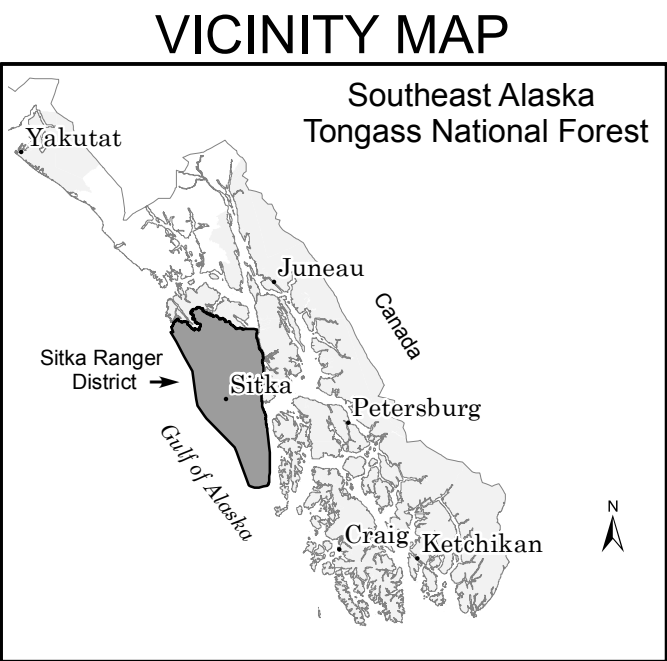 VICINITY MAP
Southeast Alaska
Tongass National Forest
Yakutat
Juneau
Canada
Sitka Ranger
District
Sitka
Petersburg
Gulf of Alaska
N
Craig
Ketchikan